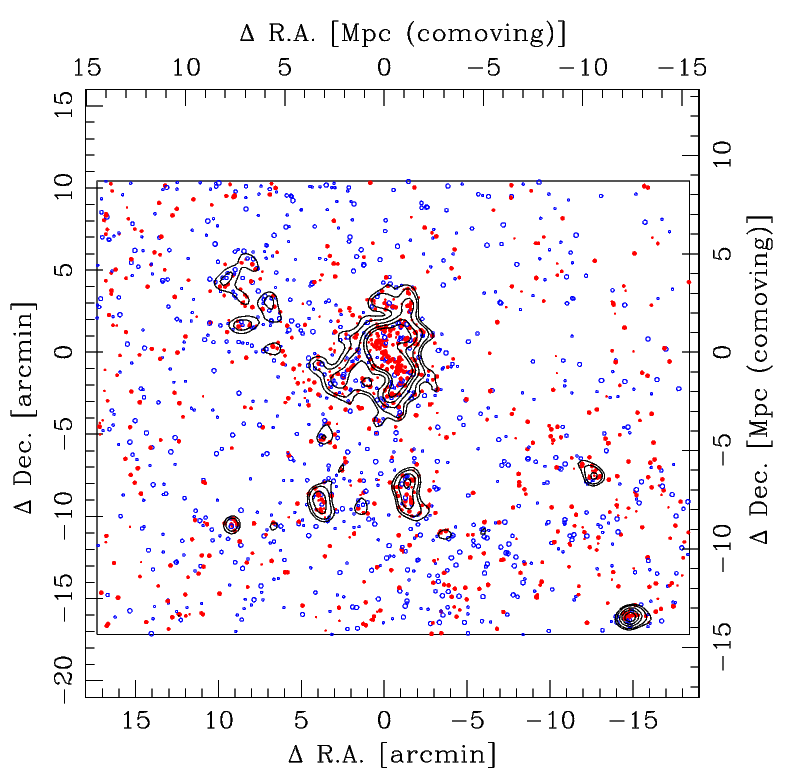 Δ R.A. [Mpc (comoving)]
15 10 5 0 −5 −10 −15
Δ Dec. [arcmin]
15 10 5 0 −5 −10 −15 −20
10 5 0 −5 −10 −15
Δ Dec. [Mpc (comoving)]
15 10 5 0 −5 −10 −15
Δ R.A. [arcmin]